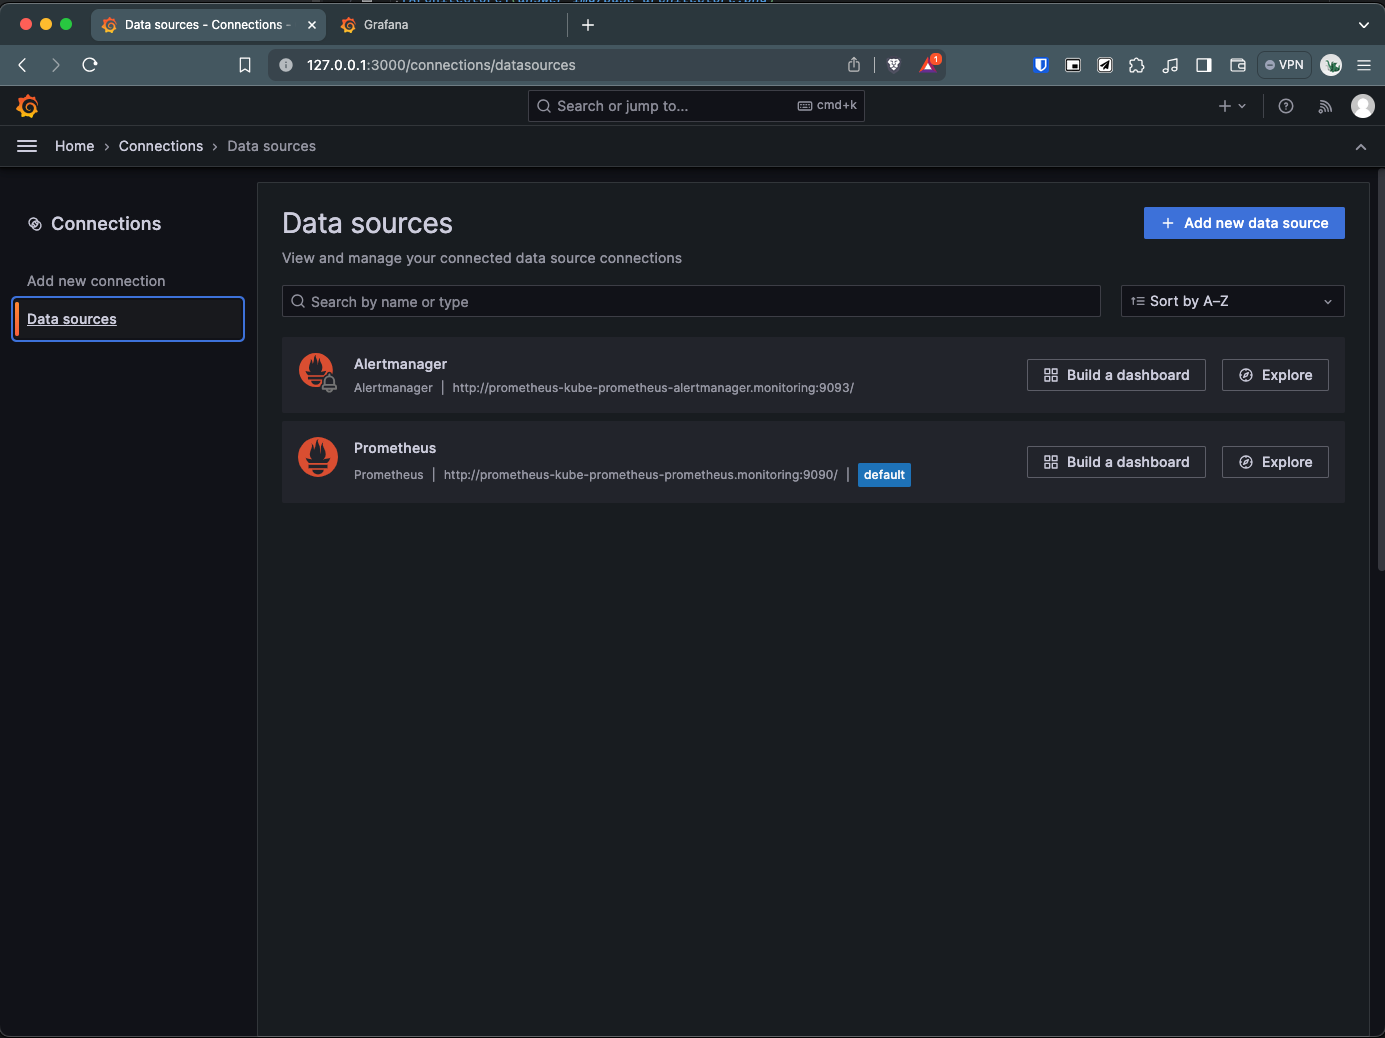 Data sources - Connections -
Grafana
127.0.0.1:3000/connections/datasources
1
VPN
Search or jump to...
cmd+k
Home
Connections
Data sources
Connections
Add new connection
Data sources
Data sources
Add new data source
View and manage your connected data source connections
Search by name or type
Sort by A–Z
Alertmanager
Alertmanager | http://prometheus-kube-prometheus-alertmanager.monitoring:9093/
Build a dashboard
Explore
Prometheus
Prometheus | http://prometheus-kube-prometheus-prometheus.monitoring:9090/ | default
Build a dashboard
Explore